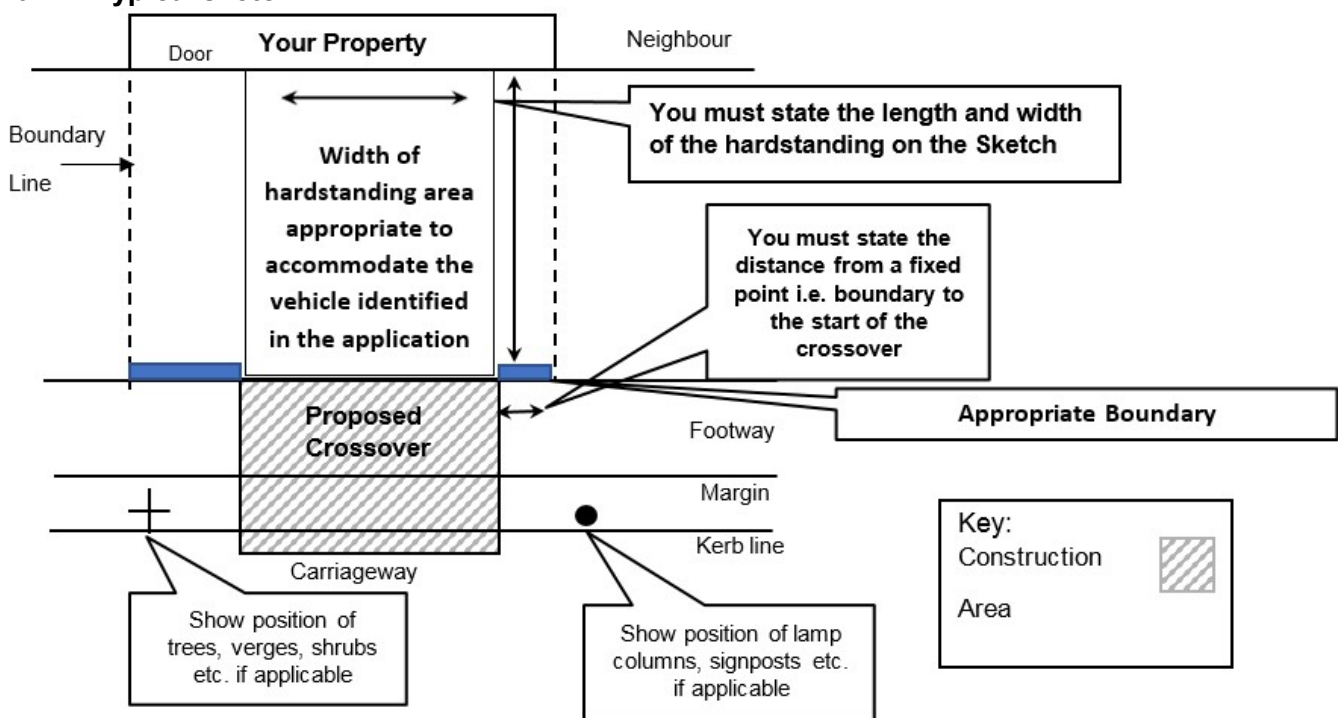 Your Property
Door
Neighbour
Boundary
Line
You must state the length and width
of the hardstanding on the Sketch
Width of
hardstanding area
appropriate to
accommodate the
vehicle identified
in the application
You must state the
distance from a fixed
point i.e. boundary to
the start of the
crossover
Appropriate Boundary
Proposed
Crossover
Footway
Margin
Kerb line
Carriageway
Show position of
trees, verges, shrubs
etc. if applicable
Show position of lamp
columns, signposts etc.
if applicable
Key:
Construction
Area